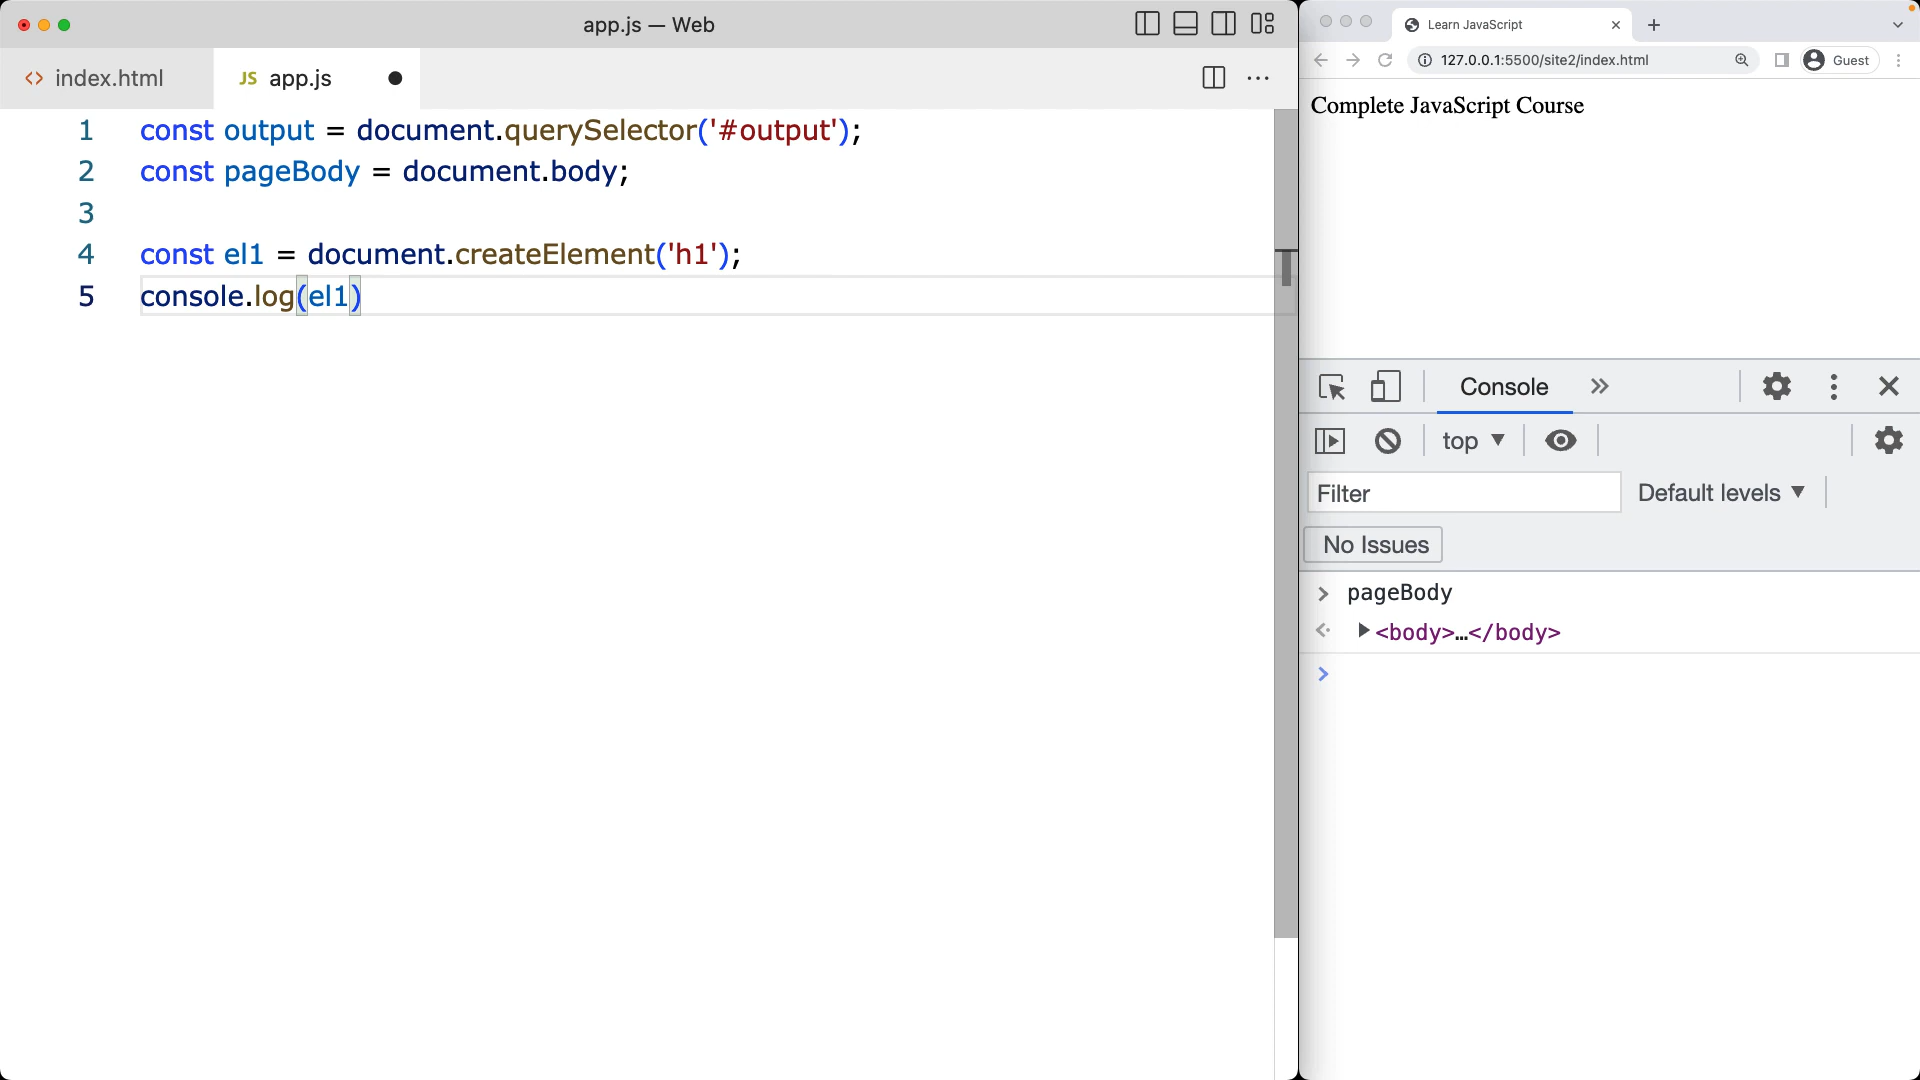 app.js — Web
index.html
JS app.js
1 const output = document.querySelector('#output');
2 const pageBody = document.body;
3
4 const el1 = document.createElement('h1');
5 console.log(el1)
Learn JavaScript
127.0.0.1:5500/site2/index.html
Guest
Complete JavaScript Course
Console
top
Filter
Default levels
No Issues
pageBody
<body>…</body>